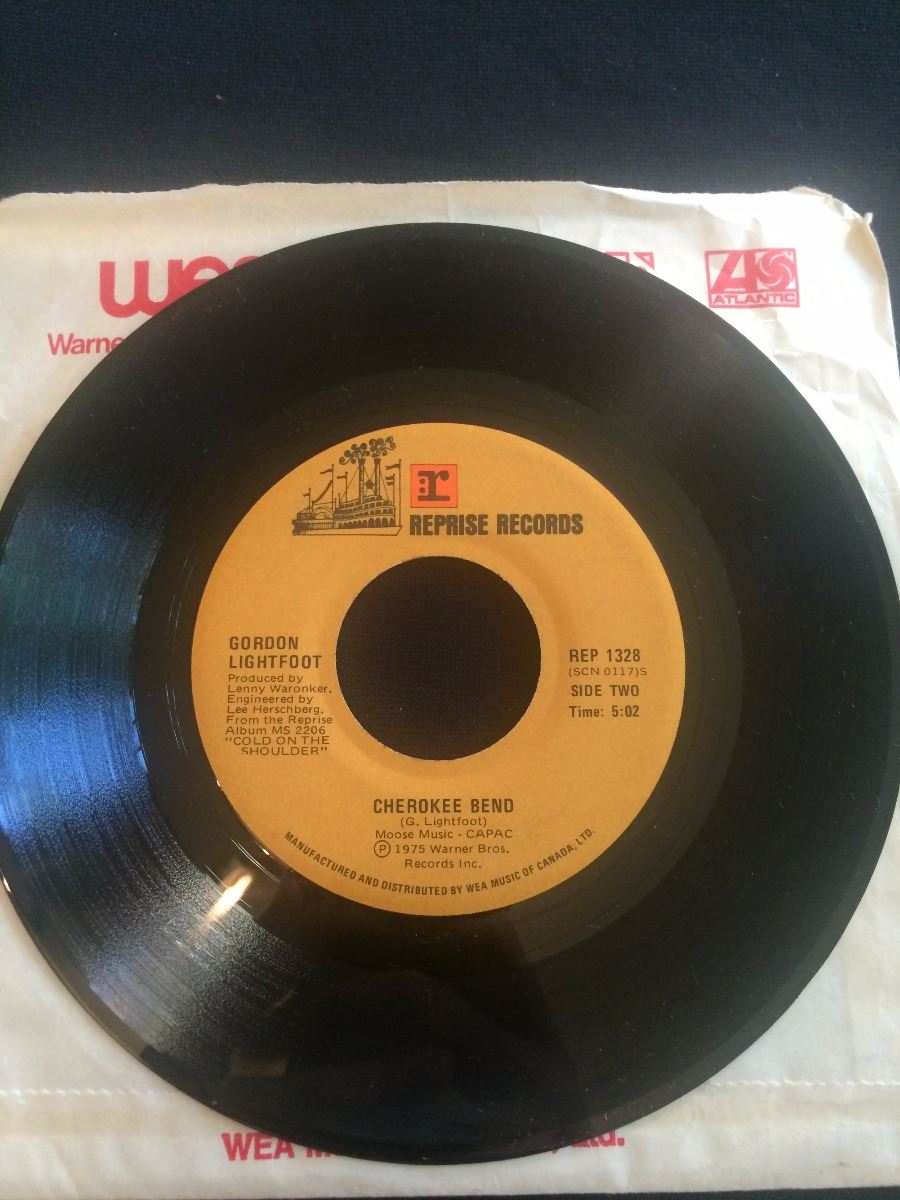 ATLANTIC
r
REPRISE RECORDS
GORDON
LIGHTFOOT
Produced by
Lenny Waronker.
Engineered by
Lee Herschberg.
From the Reprise
Album MS 2206
"COLD ON THE
SHOULDER"
REP 1328
(SCN 0117)S
SIDE TWO
Time: 5:02
CHEROKEE BEND
(G. Lightfoot)
Moose Music - CAPAC
Ⓟ 1975 Warner Bros.
Records Inc.
MANUFACTURED AND DISTRIBUTED BY WEA MUSIC OF CANADA, LTD.
WEA